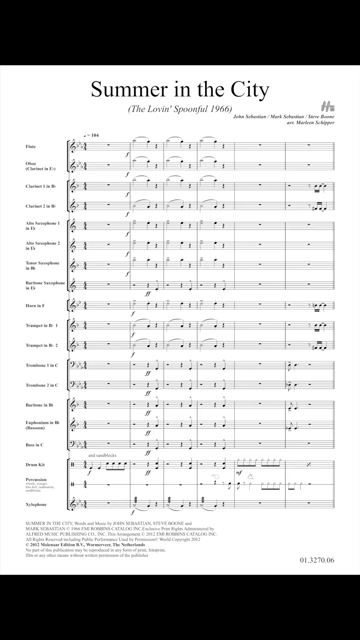 Summer in the City
(The Lovin' Spoonful 1966)
John Sebastian / Mark Sebastian / Steve Boone
arr. Marleen Schipper
♩ = 104
Flute
Oboe
(Clarinet in E♭)
Clarinet 1 in B♭
Clarinet 2 in B♭
Alto Saxophone 1
in E♭
Alto Saxophone 2
in E♭
Tenor Saxophone
in B♭
Baritone Saxophone
in E♭
Horn in F
Trumpet in B♭ 1
Trumpet in B♭ 2
Trombone 1 in C
Trombone 2 in C
Baritone in B♭
Euphonium in B♭
(Bassoon)
Bass in C
and sandblocks
Drum Kit
Percussion
Xylophone
SUMMER IN THE CITY, Words and Music by JOHN SEBASTIAN, STEVE BOONE and
MARK SEBASTIAN © 1966 EMI ROBBINS CATALOG INC. Exclusive Print Rights Administered by
ALFRED MUSIC PUBLISHING CO., INC. This Arrangement © 2012 EMI ROBBINS CATALOG INC.
All Rights Reserved including Public Performance Used by Permission// World Copyright 2012
© 2012 Molenaar Edition B.V., Wormerveer, The Netherlands
No part of this publication may be reproduced in any form of print, fotoprint,
film or any other means without written permission of the publisher
01.3270.06